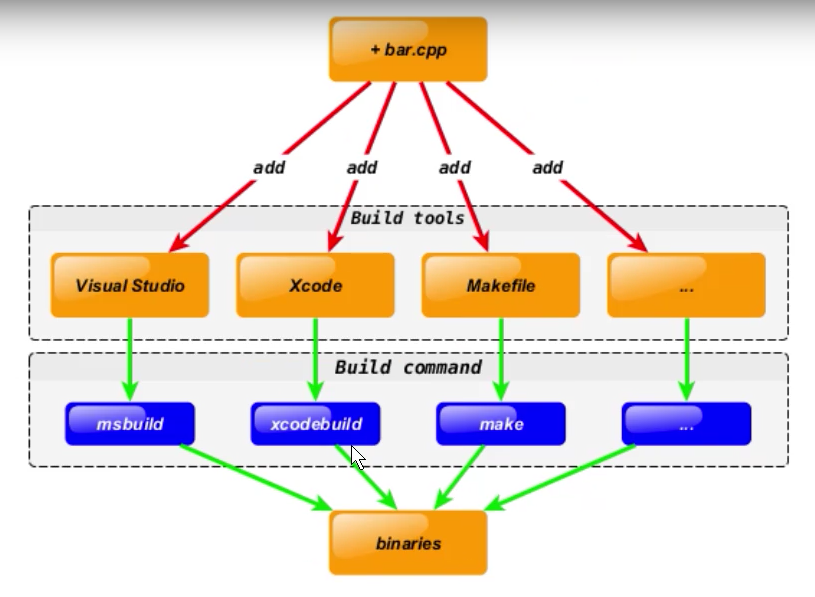 + bar.cpp
add add add add
Build tools
Visual Studio Xcode Makefile ...
Build command
msbuild xcodebuild make ...
binaries